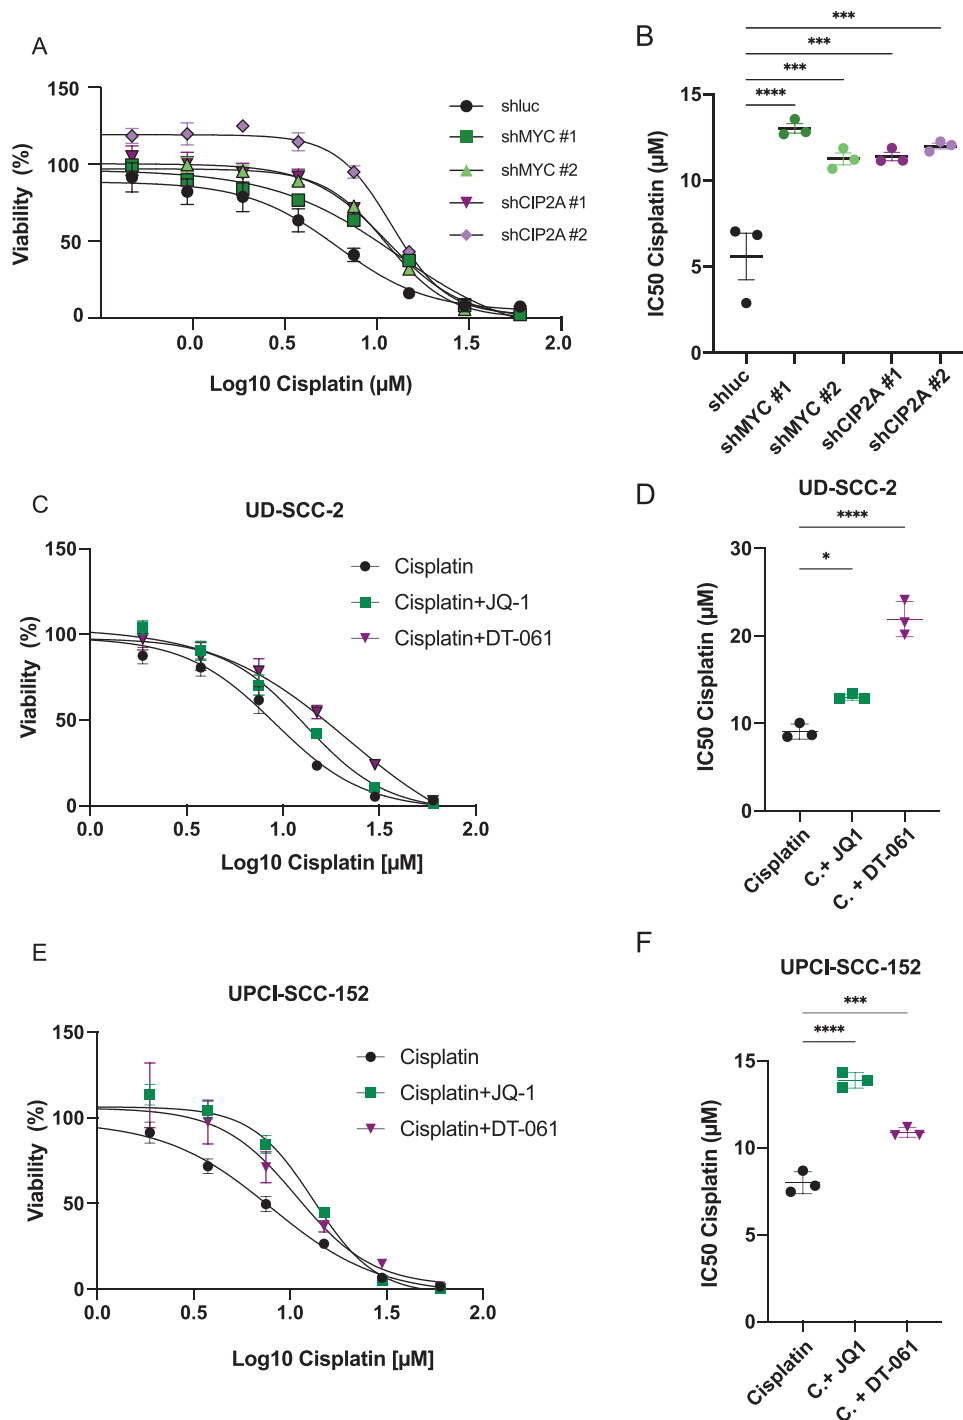 A
150
100
50
0
0.0 0.5 1.0 1.5 2.0
Viability (%)
Log10 Cisplatin (μM)
shluc
shMYC #1
shMYC #2
shCIP2A #1
shCIP2A #2
B
***
***
***
****
15
10
5
0
IC50 Cisplatin (μM)
shluc
shMYC #1
shMYC #2
shCIP2A #1
shCIP2A #2
C
UD-SCC-2
150
100
50
0
0.0 0.5 1.0 1.5 2.0
Viability (%)
Log10 Cisplatin [μM]
Cisplatin
Cisplatin+JQ-1
Cisplatin+DT-061
D
UD-SCC-2
****
*
30
20
10
0
IC50 Cisplatin (μM)
Cisplatin
C.+ JQ1
C. + DT-061
E
UPCI-SCC-152
150
100
50
0
0.0 0.5 1.0 1.5 2.0
Viability (%)
Log10 Cisplatin [μM]
Cisplatin
Cisplatin+JQ-1
Cisplatin+DT-061
F
UPCI-SCC-152
***
****
15
10
5
0
IC50 Cisplatin (μM)
Cisplatin
C.+ JQ1
C. + DT-061